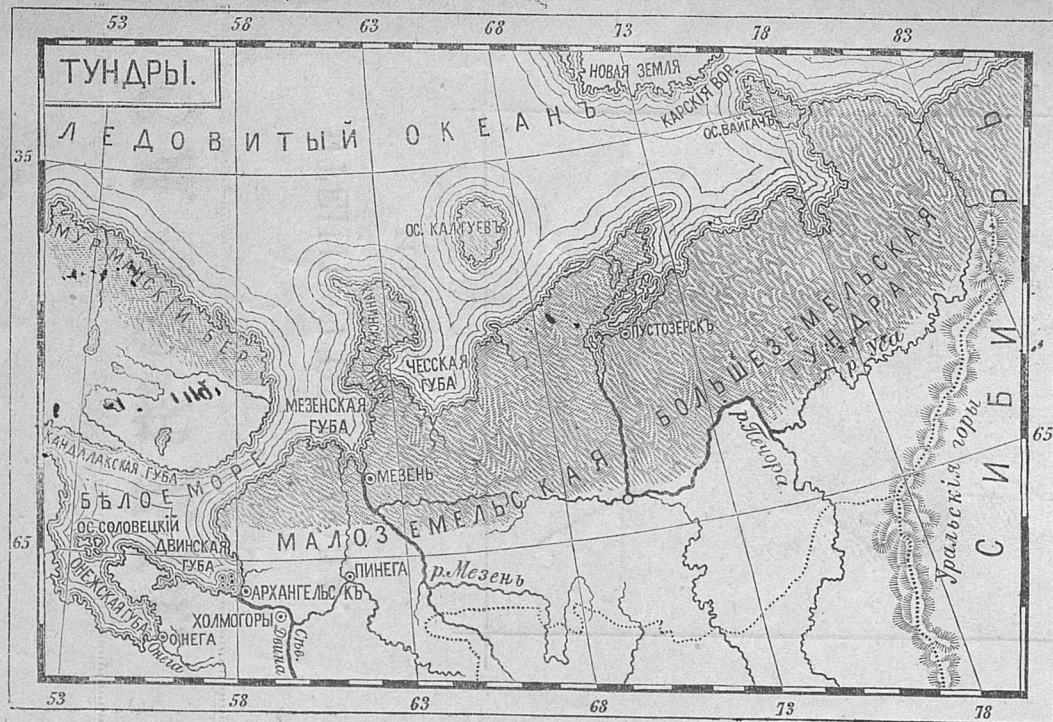 53 58 63 68 73 78 83
ТУНДРЫ.
НОВАЯ ЗЕМЛЯ
КАРСКІЯ ВОР.
ОС. ВАЙГАЧЪ
ЛЕДОВИТЫЙ ОКЕАНЪ
35
ОС. КАЛГУЕВЪ
МУРМАНСКІЙ БЕР.
ПУСТОЗЕРСКЪ
ЧЕССКАЯ
ГУБА
БОЛЬШЕЗЕМЕЛЬСКАЯ
ТУНДРА
р. Уса
МЕЗЕНСКАЯ
ГУБА
р. Печора.
65
КАНДАЛАКСКАЯ ГУБА
МЕЗЕНЬ
БѢЛОЕ МОРЕ
ОС. СОЛОВЕЦКІЙ
МАЛОЗЕМЕЛЬСКАЯ
СИБИРЬ
Уральскія горы
65
ДВИНСКАЯ
ГУБА
ОНЕЖСКАЯ ГУБА
АРХАНГЕЛЬСКЪ
ПИНЕГА
р. Мезень
ХОЛМОГОРЫ
ОНЕГА
Онега
Сѣв.
Двина
53 58 63 68 73 78